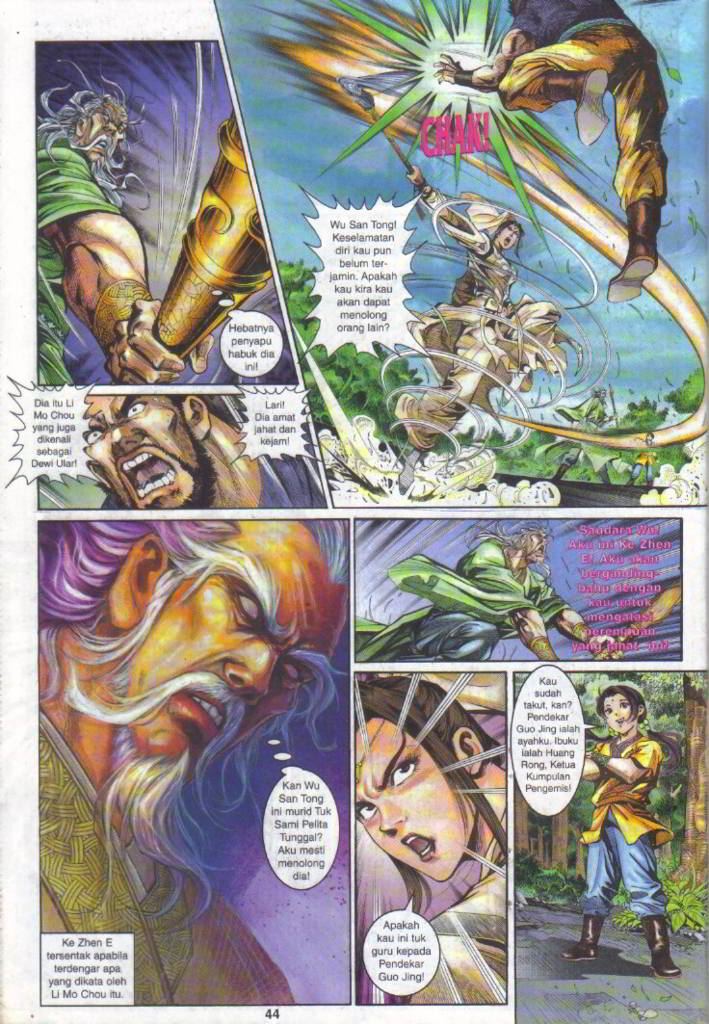 Hebatnya
penyapu
habuk dia
ini!
CHAK!
Wu San Tong!
Keselamatan
diri kau pun
belum ter-
jamin. Apakah
kau kira kau
akan dapat
menolong
orang lain?
Dia itu Li
Mo Chou
yang juga
dikenali
sebagai
Dewi Ular!
Lari!
Dia amat
jahat dan
kejam!
Kan Wu
San Tong
ini murid Tuk
Sami Pelita
Tunggal?
Aku mesti
menolong
dia!
Ke Zhen E
tersentak apabila
terdengar apa
yang dikata oleh
Li Mo Chou itu.
Saudara Wu!
Aku ini Ke Zhen
E! Aku akan
berganding-
bahu dengan
kau untuk
mengatasi
perempuan
yang jahat ini!
Apakah
kau ini tuk
guru kepada
Pendekar
Guo Jing!
Kau
sudah
takut, kan?
Pendekar
Guo Jing ialah
ayahku. Ibuku
ialah Huang
Rong, Ketua
Kumpulan
Pengemis!
44